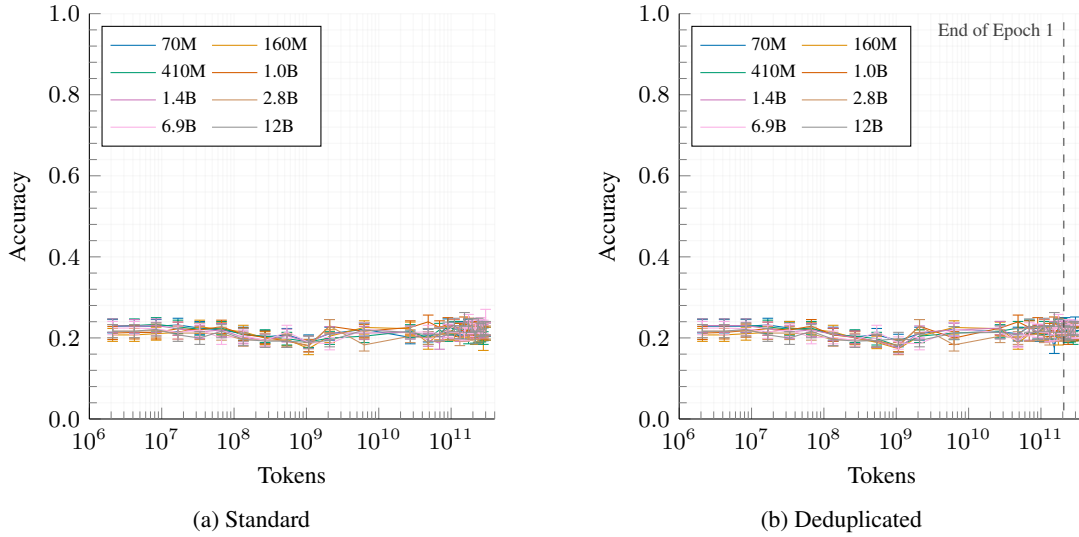 1.0
0.8
0.6
0.4
0.2
0.0
Accuracy
70M 160M
410M 1.0B
1.4B 2.8B
6.9B 12B
10^6 10^7 10^8 10^9 10^10 10^11
Tokens
(a) Standard
1.0
0.8
0.6
0.4
0.2
0.0
Accuracy
End of Epoch 1
70M 160M
410M 1.0B
1.4B 2.8B
6.9B 12B
10^6 10^7 10^8 10^9 10^10 10^11
Tokens
(b) Deduplicated